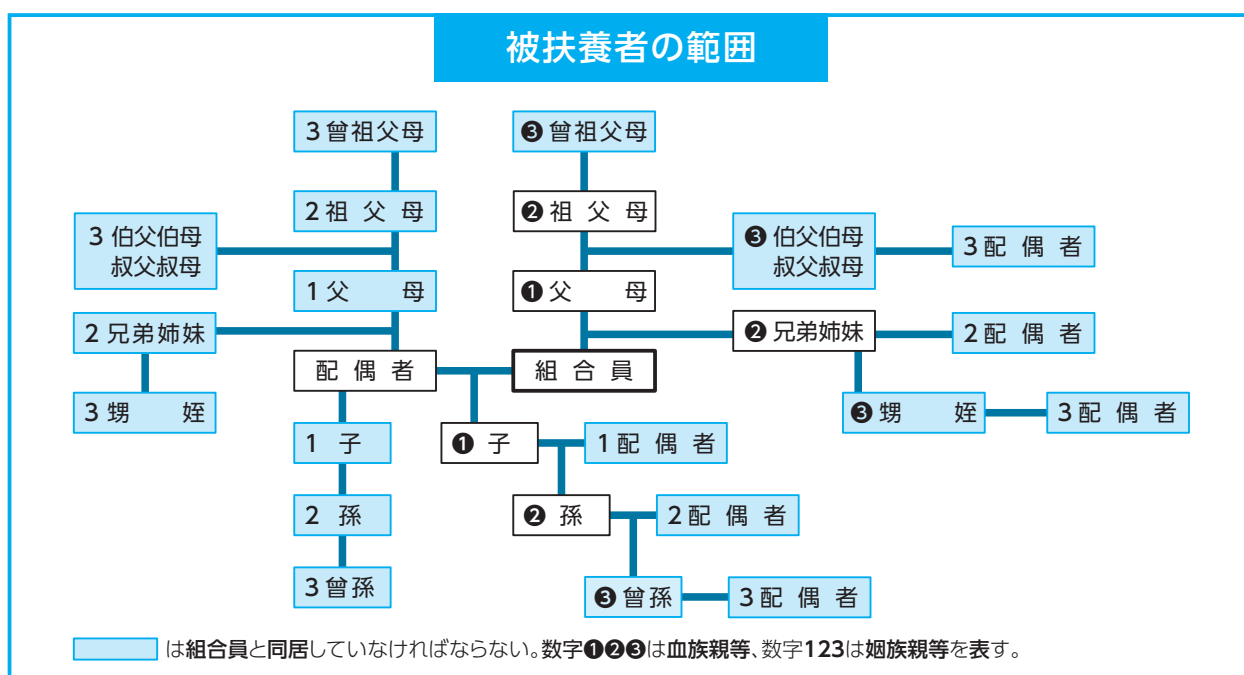 被扶養者の範囲
3 曾祖父母
❸ 曾祖父母
2 祖父母
❷ 祖父母
3 伯父伯母
叔父叔母
❸ 伯父伯母
叔父叔母
3 配偶者
1 父母
❶ 父母
2 兄弟姉妹
❷ 兄弟姉妹
2 配偶者
配偶者
組合員
3 甥姪
❸ 甥姪
3 配偶者
1 子
❶ 子
1 配偶者
2 孫
❷ 孫
2 配偶者
3 曾孫
❸ 曾孫
3 配偶者
は組合員と同居していなければならない。数字❶❷❸は血族親等、数字123は姻族親等を表す。